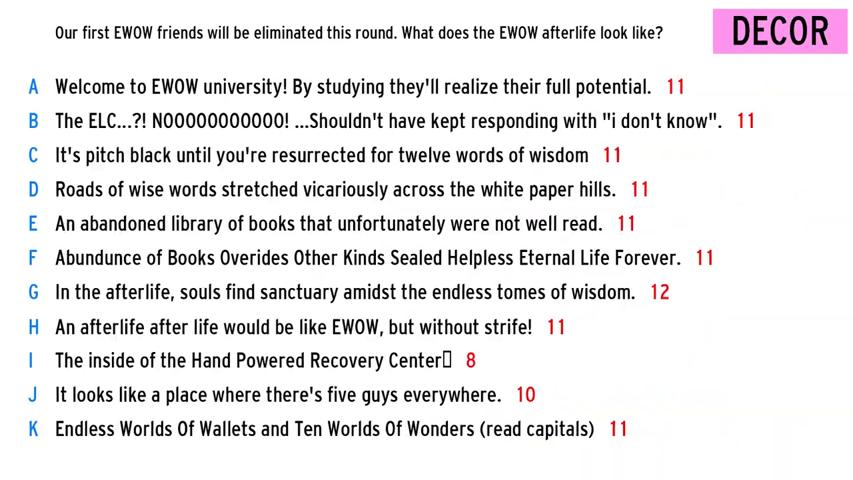 Our first EWOW friends will be eliminated this round. What does the EWOW afterlife look like?
DECOR
A Welcome to EWOW university! By studying they'll realize their full potential. 11
B The ELC...?! NOOOOOOOOOOO! ...Shouldn't have kept responding with "i don't know". 11
C It's pitch black until you're resurrected for twelve words of wisdom 11
D Roads of wise words stretched vicariously across the white paper hills. 11
E An abandoned library of books that unfortunately were not well read. 11
F Abundunce of Books Overides Other Kinds Sealed Helpless Eternal Life Forever. 11
G In the afterlife, souls find sanctuary amidst the endless tomes of wisdom. 12
H An afterlife after life would be like EWOW, but without strife! 11
I The inside of the Hand Powered Recovery Center▯ 8
J It looks like a place where there's five guys everywhere. 10
K Endless Worlds Of Wallets and Ten Worlds Of Wonders (read capitals) 11